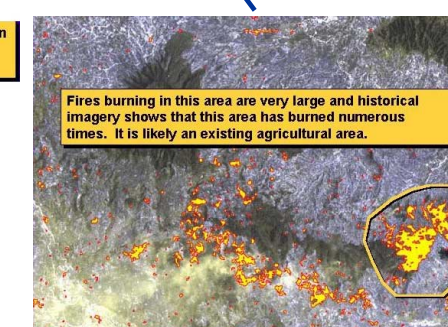 n
Fires burning in this area are very large and historical
imagery shows that this area has burned numerous
times.  It is likely an existing agricultural area.